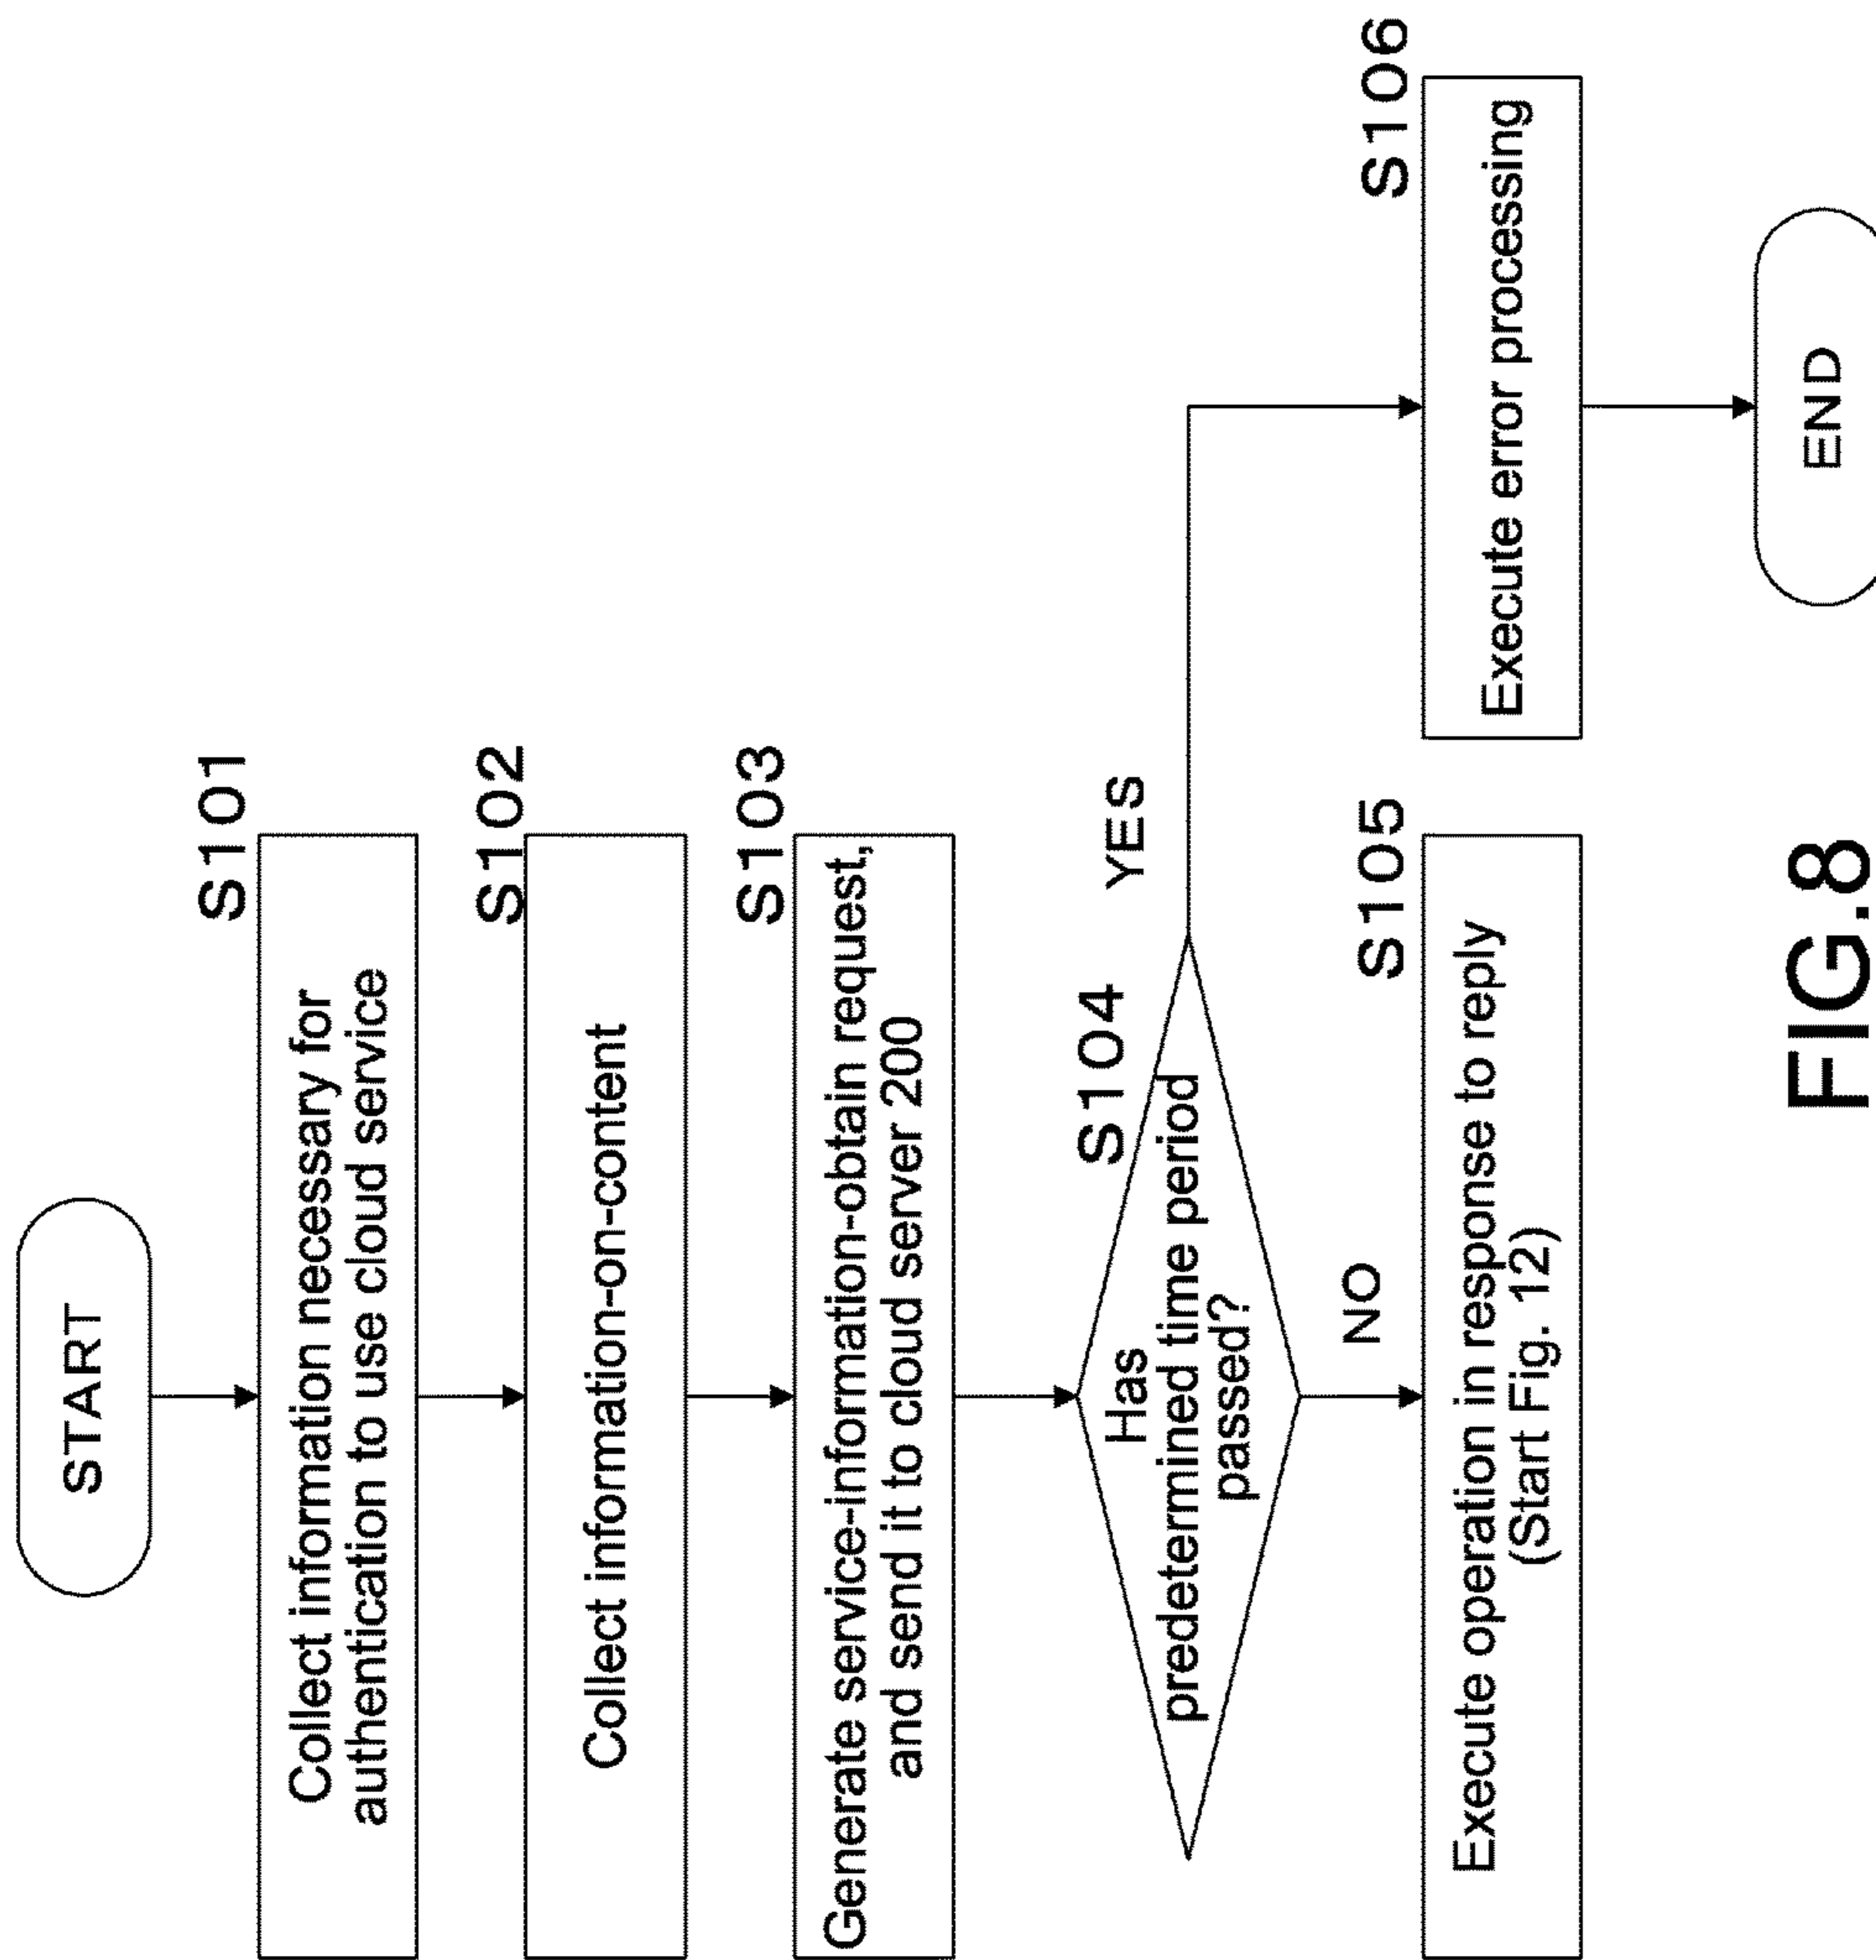 START
S101
Collect information necessary for
authentication to use cloud service
S102
Collect information-on-content
S103
Generate service-information-obtain request,
and send it to cloud server 200
S104
Has
predetermined time period
passed?
YES
NO
S105
Execute operation in response to reply
(Start Fig. 12)
S106
Execute error processing
END
FIG.8